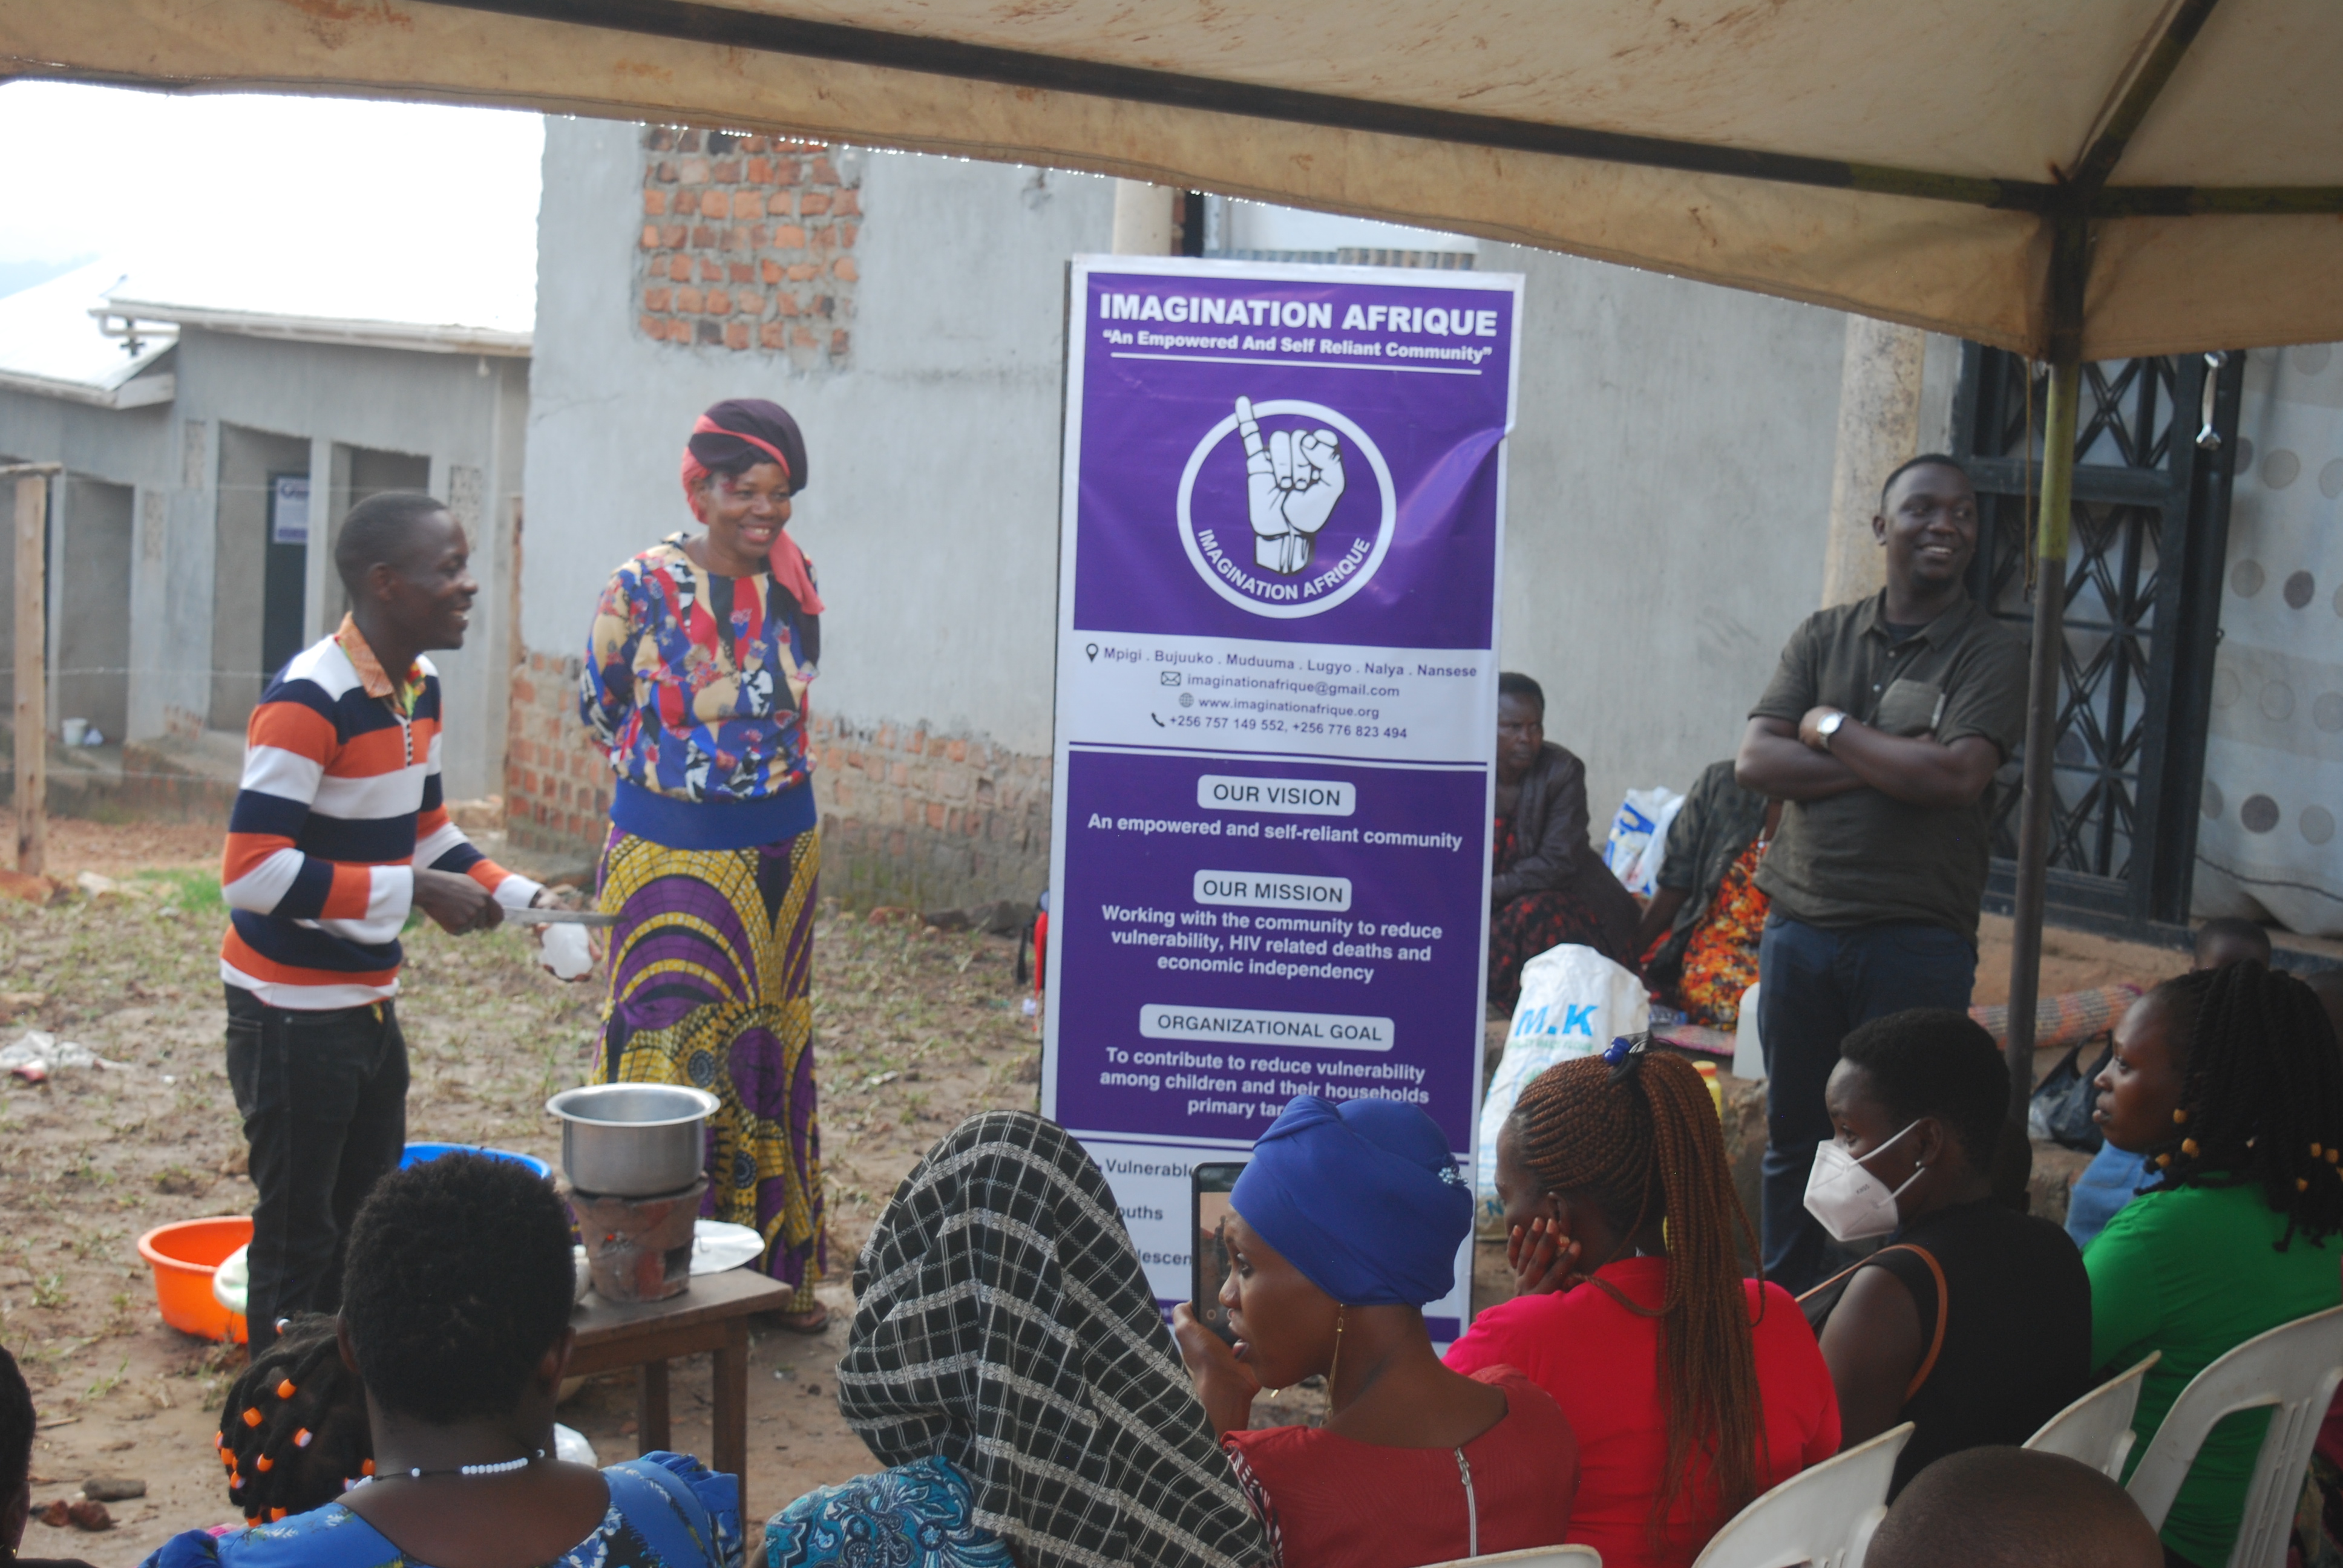 IMAGINATION AFRIQUE
“An Empowered And Self Reliant Community”
IMAGINATION AFRIQUE
Mpigi . Bujuuko . Muduuma . Lugyo . Nalya . Nansese
imaginationafrique@gmail.com
www.imaginationafrique.org
+256 757 149 552, +256 776 823 494
OUR VISION
An empowered and self-reliant community
OUR MISSION
Working with the community to reduce
vulnerability, HIV related deaths and
economic independency
ORGANIZATIONAL GOAL
To contribute to reduce vulnerability
among children and their households
primary
Vulnerable
M.K